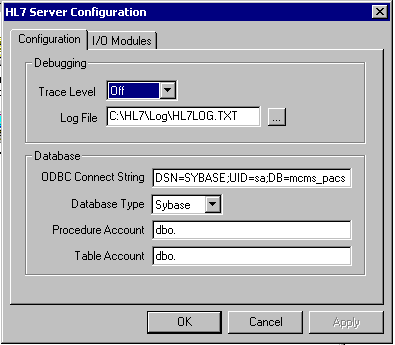 HL7 Server Configuration
Configuration I/O Modules
Debugging
Trace Level Off
Log File C:\HL7\Log\HL7LOG.TXT ...
Database
ODBC Connect String DSN=SYBASE;UID=sa;DB=mcms_pacs
Database Type Sybase
Procedure Account dbo.
Table Account dbo.
OK Cancel Apply